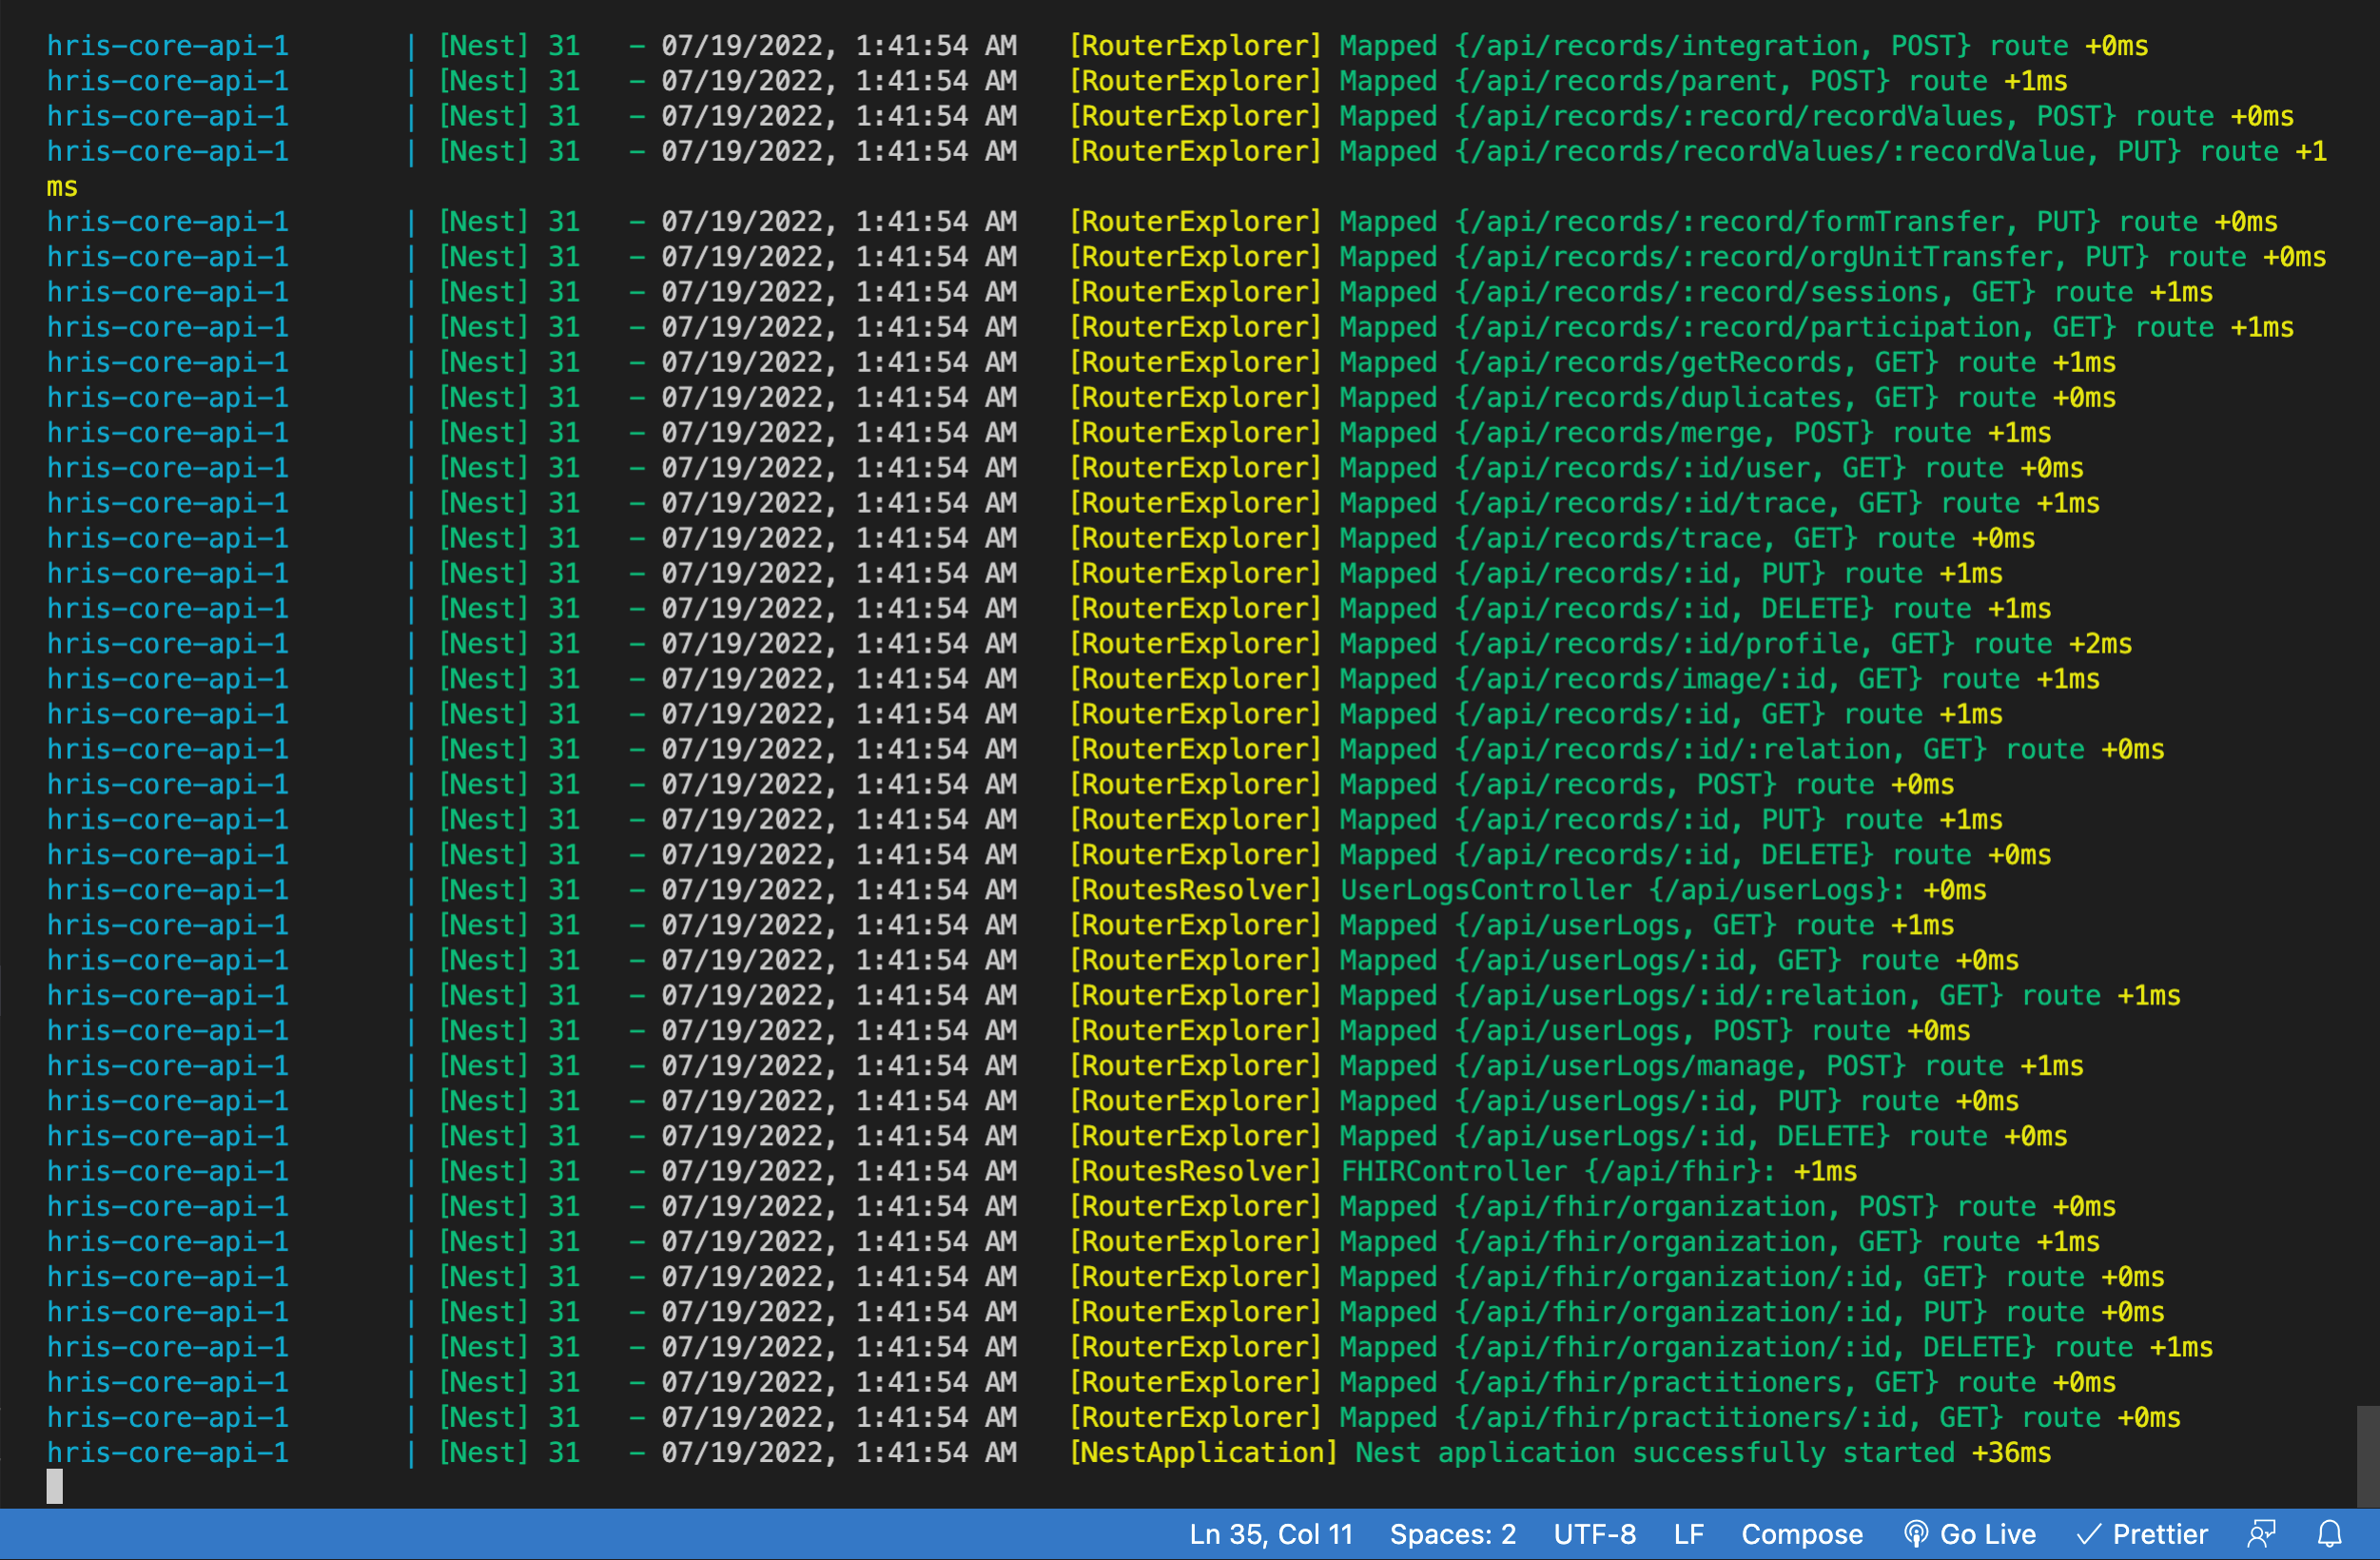 hris-core-api-1 | [Nest] 31 - 07/19/2022, 1:41:54 AM [RouterExplorer] Mapped {/api/records/integration, POST} route +0ms
hris-core-api-1 | [Nest] 31 - 07/19/2022, 1:41:54 AM [RouterExplorer] Mapped {/api/records/parent, POST} route +1ms
hris-core-api-1 | [Nest] 31 - 07/19/2022, 1:41:54 AM [RouterExplorer] Mapped {/api/records/:record/recordValues, POST} route +0ms
hris-core-api-1 | [Nest] 31 - 07/19/2022, 1:41:54 AM [RouterExplorer] Mapped {/api/records/recordValues/:recordValue, PUT} route +1
ms
hris-core-api-1 | [Nest] 31 - 07/19/2022, 1:41:54 AM [RouterExplorer] Mapped {/api/records/:record/formTransfer, PUT} route +0ms
hris-core-api-1 | [Nest] 31 - 07/19/2022, 1:41:54 AM [RouterExplorer] Mapped {/api/records/:record/orgUnitTransfer, PUT} route +0ms
hris-core-api-1 | [Nest] 31 - 07/19/2022, 1:41:54 AM [RouterExplorer] Mapped {/api/records/:record/sessions, GET} route +1ms
hris-core-api-1 | [Nest] 31 - 07/19/2022, 1:41:54 AM [RouterExplorer] Mapped {/api/records/:record/participation, GET} route +1ms
hris-core-api-1 | [Nest] 31 - 07/19/2022, 1:41:54 AM [RouterExplorer] Mapped {/api/records/getRecords, GET} route +1ms
hris-core-api-1 | [Nest] 31 - 07/19/2022, 1:41:54 AM [RouterExplorer] Mapped {/api/records/duplicates, GET} route +0ms
hris-core-api-1 | [Nest] 31 - 07/19/2022, 1:41:54 AM [RouterExplorer] Mapped {/api/records/merge, POST} route +1ms
hris-core-api-1 | [Nest] 31 - 07/19/2022, 1:41:54 AM [RouterExplorer] Mapped {/api/records/:id/user, GET} route +0ms
hris-core-api-1 | [Nest] 31 - 07/19/2022, 1:41:54 AM [RouterExplorer] Mapped {/api/records/:id/trace, GET} route +1ms
hris-core-api-1 | [Nest] 31 - 07/19/2022, 1:41:54 AM [RouterExplorer] Mapped {/api/records/trace, GET} route +0ms
hris-core-api-1 | [Nest] 31 - 07/19/2022, 1:41:54 AM [RouterExplorer] Mapped {/api/records/:id, PUT} route +1ms
hris-core-api-1 | [Nest] 31 - 07/19/2022, 1:41:54 AM [RouterExplorer] Mapped {/api/records/:id, DELETE} route +1ms
hris-core-api-1 | [Nest] 31 - 07/19/2022, 1:41:54 AM [RouterExplorer] Mapped {/api/records/:id/profile, GET} route +2ms
hris-core-api-1 | [Nest] 31 - 07/19/2022, 1:41:54 AM [RouterExplorer] Mapped {/api/records/image/:id, GET} route +1ms
hris-core-api-1 | [Nest] 31 - 07/19/2022, 1:41:54 AM [RouterExplorer] Mapped {/api/records/:id, GET} route +1ms
hris-core-api-1 | [Nest] 31 - 07/19/2022, 1:41:54 AM [RouterExplorer] Mapped {/api/records/:id/:relation, GET} route +0ms
hris-core-api-1 | [Nest] 31 - 07/19/2022, 1:41:54 AM [RouterExplorer] Mapped {/api/records, POST} route +0ms
hris-core-api-1 | [Nest] 31 - 07/19/2022, 1:41:54 AM [RouterExplorer] Mapped {/api/records/:id, PUT} route +1ms
hris-core-api-1 | [Nest] 31 - 07/19/2022, 1:41:54 AM [RouterExplorer] Mapped {/api/records/:id, DELETE} route +0ms
hris-core-api-1 | [Nest] 31 - 07/19/2022, 1:41:54 AM [RoutesResolver] UserLogsController {/api/userLogs}: +0ms
hris-core-api-1 | [Nest] 31 - 07/19/2022, 1:41:54 AM [RouterExplorer] Mapped {/api/userLogs, GET} route +1ms
hris-core-api-1 | [Nest] 31 - 07/19/2022, 1:41:54 AM [RouterExplorer] Mapped {/api/userLogs/:id, GET} route +0ms
hris-core-api-1 | [Nest] 31 - 07/19/2022, 1:41:54 AM [RouterExplorer] Mapped {/api/userLogs/:id/:relation, GET} route +1ms
hris-core-api-1 | [Nest] 31 - 07/19/2022, 1:41:54 AM [RouterExplorer] Mapped {/api/userLogs, POST} route +0ms
hris-core-api-1 | [Nest] 31 - 07/19/2022, 1:41:54 AM [RouterExplorer] Mapped {/api/userLogs/manage, POST} route +1ms
hris-core-api-1 | [Nest] 31 - 07/19/2022, 1:41:54 AM [RouterExplorer] Mapped {/api/userLogs/:id, PUT} route +0ms
hris-core-api-1 | [Nest] 31 - 07/19/2022, 1:41:54 AM [RouterExplorer] Mapped {/api/userLogs/:id, DELETE} route +0ms
hris-core-api-1 | [Nest] 31 - 07/19/2022, 1:41:54 AM [RoutesResolver] FHIRController {/api/fhir}: +1ms
hris-core-api-1 | [Nest] 31 - 07/19/2022, 1:41:54 AM [RouterExplorer] Mapped {/api/fhir/organization, POST} route +0ms
hris-core-api-1 | [Nest] 31 - 07/19/2022, 1:41:54 AM [RouterExplorer] Mapped {/api/fhir/organization, GET} route +1ms
hris-core-api-1 | [Nest] 31 - 07/19/2022, 1:41:54 AM [RouterExplorer] Mapped {/api/fhir/organization/:id, GET} route +0ms
hris-core-api-1 | [Nest] 31 - 07/19/2022, 1:41:54 AM [RouterExplorer] Mapped {/api/fhir/organization/:id, PUT} route +0ms
hris-core-api-1 | [Nest] 31 - 07/19/2022, 1:41:54 AM [RouterExplorer] Mapped {/api/fhir/organization/:id, DELETE} route +1ms
hris-core-api-1 | [Nest] 31 - 07/19/2022, 1:41:54 AM [RouterExplorer] Mapped {/api/fhir/practitioners, GET} route +0ms
hris-core-api-1 | [Nest] 31 - 07/19/2022, 1:41:54 AM [RouterExplorer] Mapped {/api/fhir/practitioners/:id, GET} route +0ms
hris-core-api-1 | [Nest] 31 - 07/19/2022, 1:41:54 AM [NestApplication] Nest application successfully started +36ms
Ln 35, Col 11 Spaces: 2 UTF-8 LF Compose Go Live Prettier